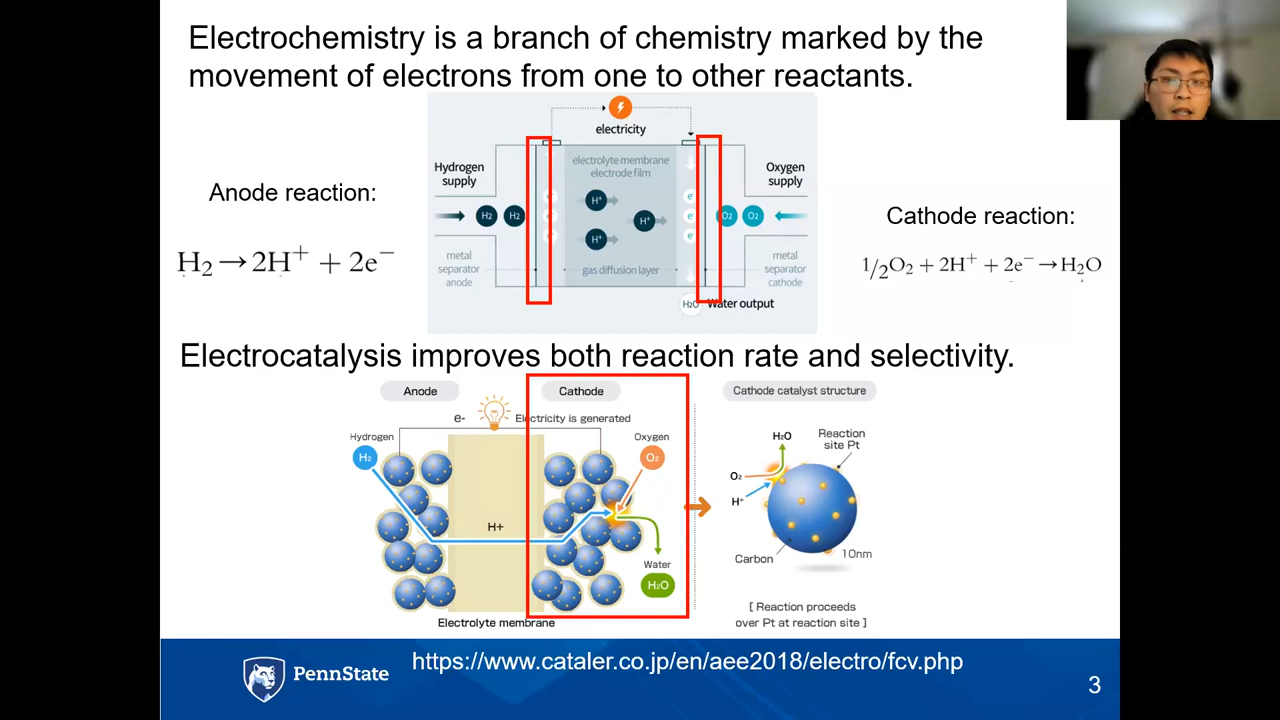 Electrochemistry is a branch of chemistry marked by the
movement of electrons from one to other reactants.
electricity
Hydrogen
supply
electrolyte membrane
electrode film
Oxygen
supply
Anode reaction:
Cathode reaction:
H₂→2H⁺ + 2e⁻
H₂ H₂
H⁺
H⁺
H⁺
e⁻
e⁻
e⁻
O₂ O₂
1/2O₂ + 2H⁺ + 2e⁻→H₂O
metal
separator
anode
gas diffusion layer
metal
separator
cathode
H₂O Water output
Electrocatalysis improves both reaction rate and selectivity.
Anode
Cathode
Cathode catalyst structure
e-
Electricity is generated
Hydrogen
H₂
Oxygen
O₂
H+
Water
H₂O
Electrolyte membrane
H₂O
Reaction
site Pt
O₂
H⁺
Carbon
10nm
[ Reaction proceeds
over Pt at reaction site ]
PennState
https://www.cataler.co.jp/en/aee2018/electro/fcv.php
3